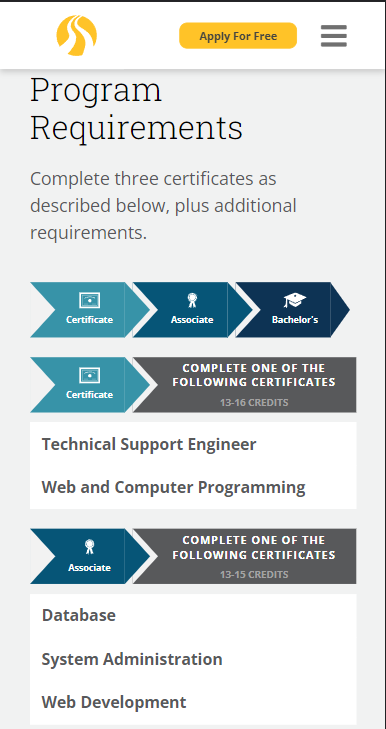 Apply For Free
Program
Requirements
Complete three certificates as
described below, plus additional
requirements.
Certificate
Associate
Bachelor's
Certificate
COMPLETE ONE OF THE
FOLLOWING CERTIFICATES
13-16 CREDITS
Technical Support Engineer
Web and Computer Programming
Associate
COMPLETE ONE OF THE
FOLLOWING CERTIFICATES
13-15 CREDITS
Database
System Administration
Web Development